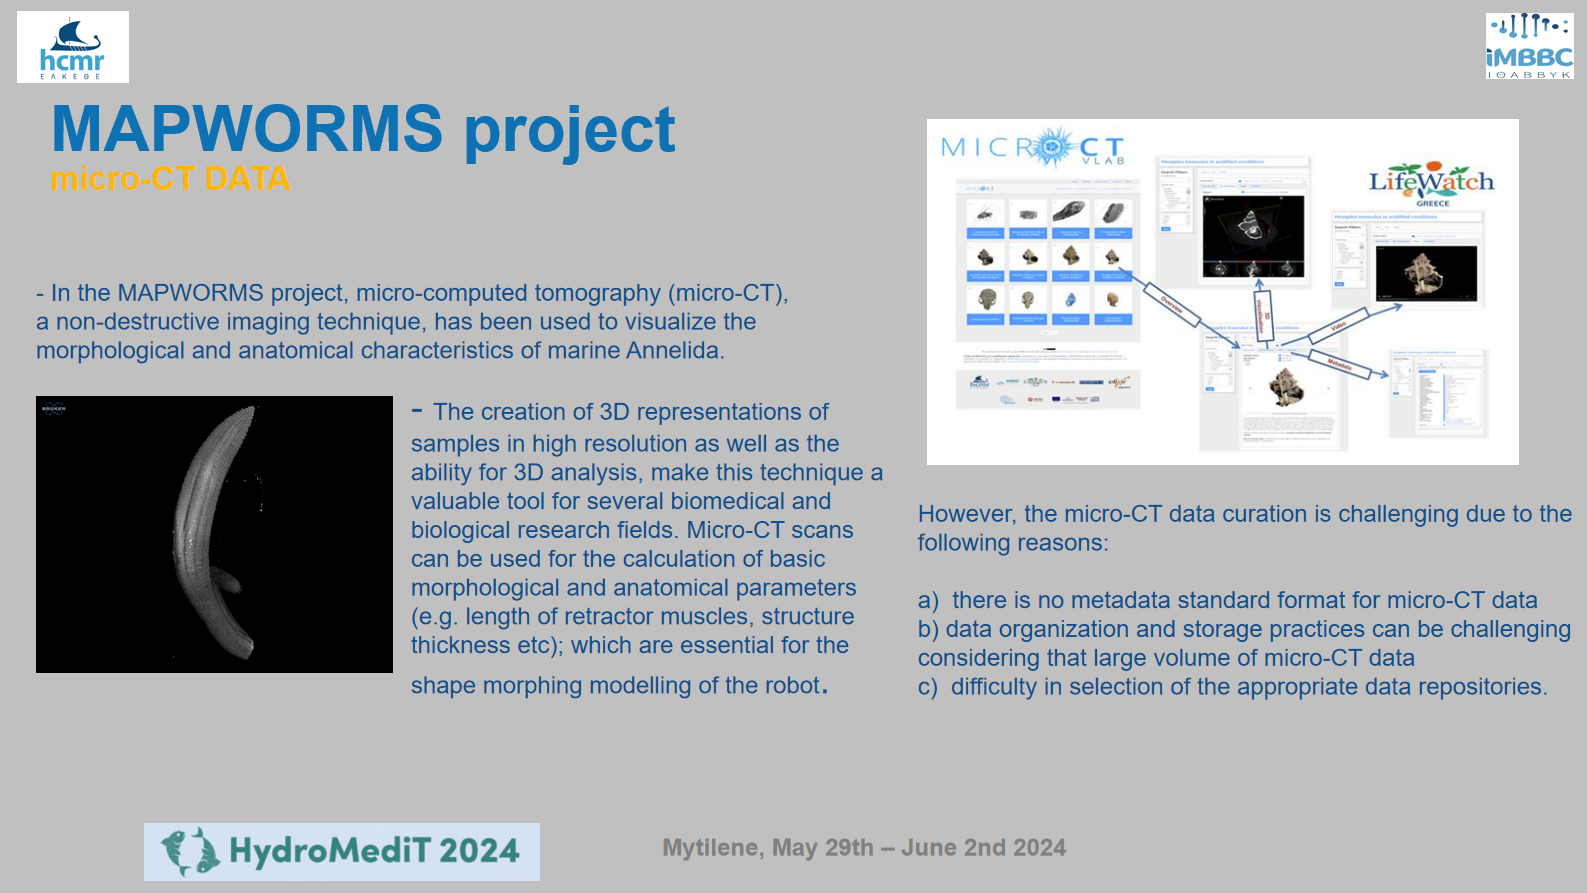 hcmr
ΕΛΚΕΘΕ
iMBBC
ΙΘΑΒΒΥΚ
MAPWORMS project
micro-CT DATA
- In the MAPWORMS project, micro-computed tomography (micro-CT),
a non-destructive imaging technique, has been used to visualize the
morphological and anatomical characteristics of marine Annelida.
BRUKER
- The creation of 3D representations of
samples in high resolution as well as the
ability for 3D analysis, make this technique a
valuable tool for several biomedical and
biological research fields. Micro-CT scans
can be used for the calculation of basic
morphological and anatomical parameters
(e.g. length of retractor muscles, structure
thickness etc); which are essential for the
shape morphing modelling of the robot.
MICROCT
VLAB
LifeWatch
GREECE
MICROCT
Search Filters
Search Filters
Overview
3D
visualisation
Video
Metadata
However, the micro-CT data curation is challenging due to the
following reasons:
a) there is no metadata standard format for micro-CT data
b) data organization and storage practices can be challenging
considering that large volume of micro-CT data
c) difficulty in selection of the appropriate data repositories.
HydroMediT 2024
Mytilene, May 29th – June 2nd 2024